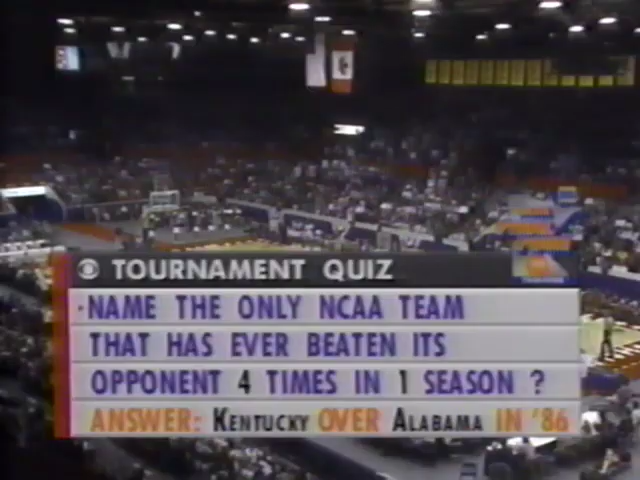 TOURNAMENT QUIZ
·NAME THE ONLY NCAA TEAM
THAT HAS EVER BEATEN ITS
OPPONENT 4 TIMES IN 1 SEASON ?
ANSWER: KENTUCKY OVER ALABAMA IN '86